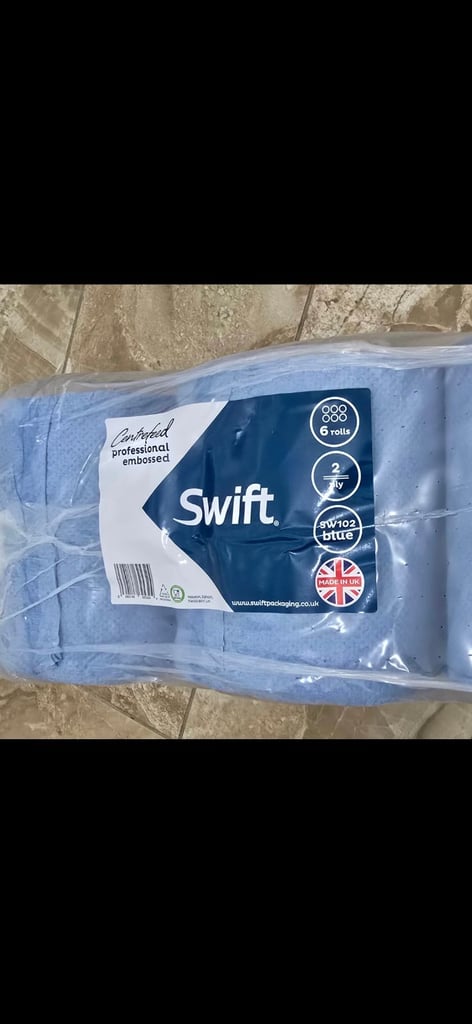 Centrefeed
professional
embossed
Swift®
6 rolls
2
ply
SW102
blue
MADE IN UK
www.swiftpackaging.co.uk